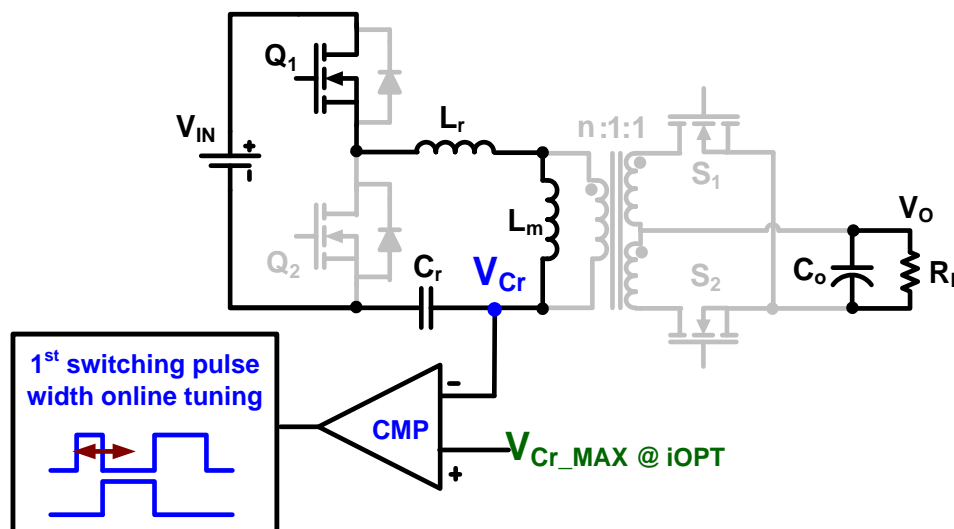 Q1
VIN
+
-
Lr
n:1:1
S1
Lm
Q2
Cr
VCr
S2
VO
Co
1st switching pulse
width online tuning
CMP
-
+
VCr_MAX @ iOPT